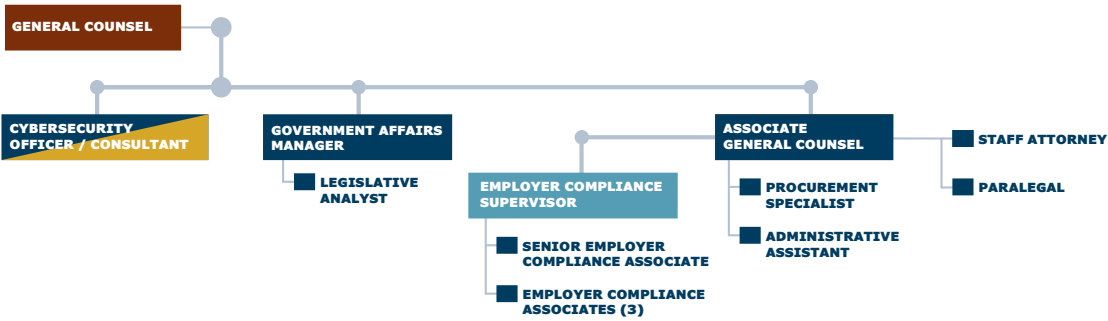 GENERAL COUNSEL
CYBERSECURITY
OFFICER / CONSULTANT
GOVERNMENT AFFAIRS
MANAGER
LEGISLATIVE
ANALYST
EMPLOYER COMPLIANCE
SUPERVISOR
SENIOR EMPLOYER
COMPLIANCE ASSOCIATE
EMPLOYER COMPLIANCE
ASSOCIATES (3)
ASSOCIATE
GENERAL COUNSEL
PROCUREMENT
SPECIALIST
ADMINISTRATIVE
ASSISTANT
STAFF ATTORNEY
PARALEGAL